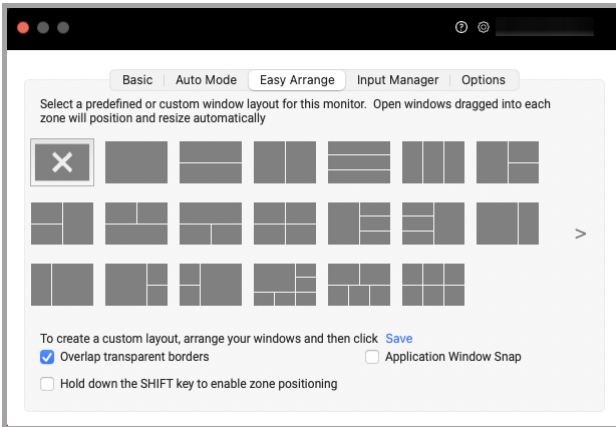 Basic Auto Mode Easy Arrange Input Manager Options
Select a predefined or custom window layout for this monitor. Open windows dragged into each
zone will position and resize automatically
>
To create a custom layout, arrange your windows and then click Save
Overlap transparent borders Application Window Snap
Hold down the SHIFT key to enable zone positioning